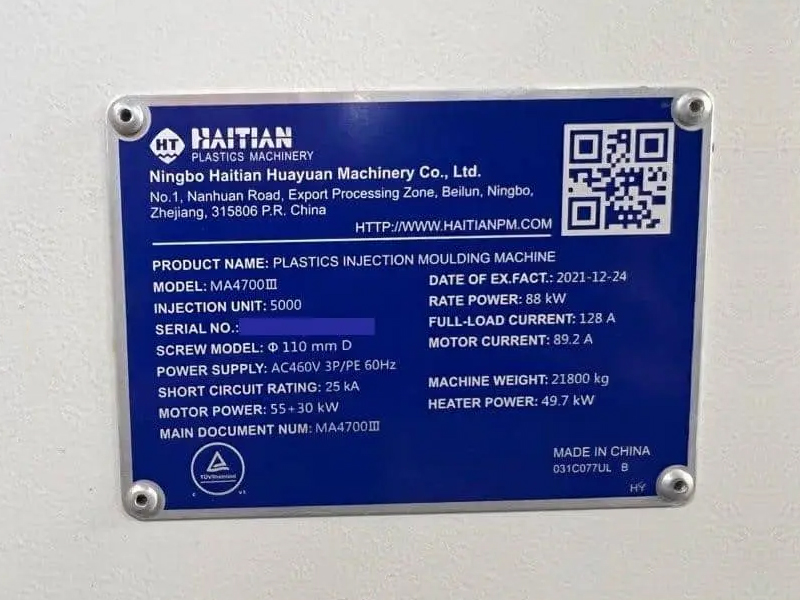 HT HAITIAN
PLASTICS MACHINERY
Ningbo Haitian Huayuan Machinery Co., Ltd.
No.1, Nanhuan Road, Export Processing Zone, Beilun, Ningbo,
Zhejiang, 315806 P.R. China
HTTP://WWW.HAITIANPM.COM
PRODUCT NAME: PLASTICS INJECTION MOULDING MACHINE
MODEL: MA4700Ⅲ
DATE OF EX.FACT.: 2021-12-24
INJECTION UNIT: 5000
RATE POWER: 88 kW
SERIAL NO.:
FULL-LOAD CURRENT: 128 A
SCREW MODEL: Φ 110 mm D
MOTOR CURRENT: 89.2 A
POWER SUPPLY: AC460V 3P/PE 60Hz
SHORT CIRCUIT RATING: 25 kA
MACHINE WEIGHT: 21800 kg
MOTOR POWER: 55+30 kW
HEATER POWER: 49.7 kW
MAIN DOCUMENT NUM: MA4700Ⅲ
TÜVRheinland
C US
MADE IN CHINA
031C077UL B
HY